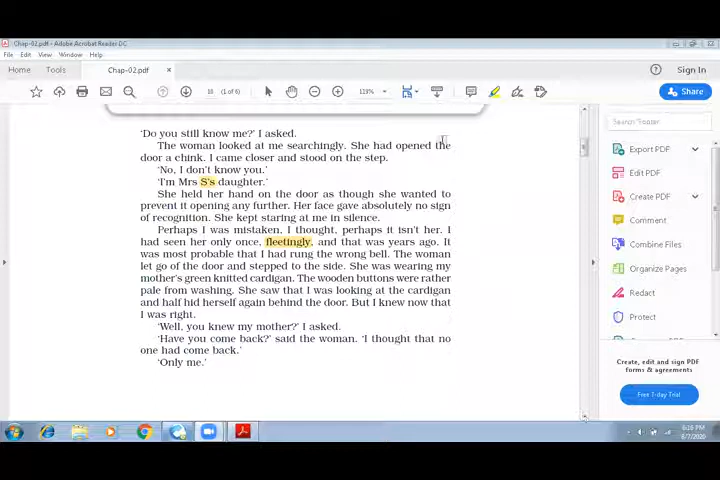 Chap-02.pdf - Adobe Acrobat Reader DC
File Edit View Window Help
Home Tools Chap-02.pdf × Sign In
10 (1 of 6) 119% Share
'Do you still know me?' I asked.
The woman looked at me searchingly. She had opened the
door a chink. I came closer and stood on the step.
'No, I don't know you.'
'I'm Mrs S's daughter.'
She held her hand on the door as though she wanted to
prevent it opening any further. Her face gave absolutely no sign
of recognition. She kept staring at me in silence.
Perhaps I was mistaken, I thought, perhaps it isn't her. I
had seen her only once, fleetingly, and that was years ago. It
was most probable that I had rung the wrong bell. The woman
let go of the door and stepped to the side. She was wearing my
mother's green knitted cardigan. The wooden buttons were rather
pale from washing. She saw that I was looking at the cardigan
and half hid herself again behind the door. But I knew now that
I was right.
'Well, you knew my mother?' I asked.
'Have you come back?' said the woman. 'I thought that no
one had come back.'
'Only me.'
Search 'Footer'
Export PDF
Edit PDF
Create PDF
Comment
Combine Files
Organize Pages
Redact
Protect
Create, edit and sign PDF
forms & agreements
Free 7-day Trial
6/7/2020